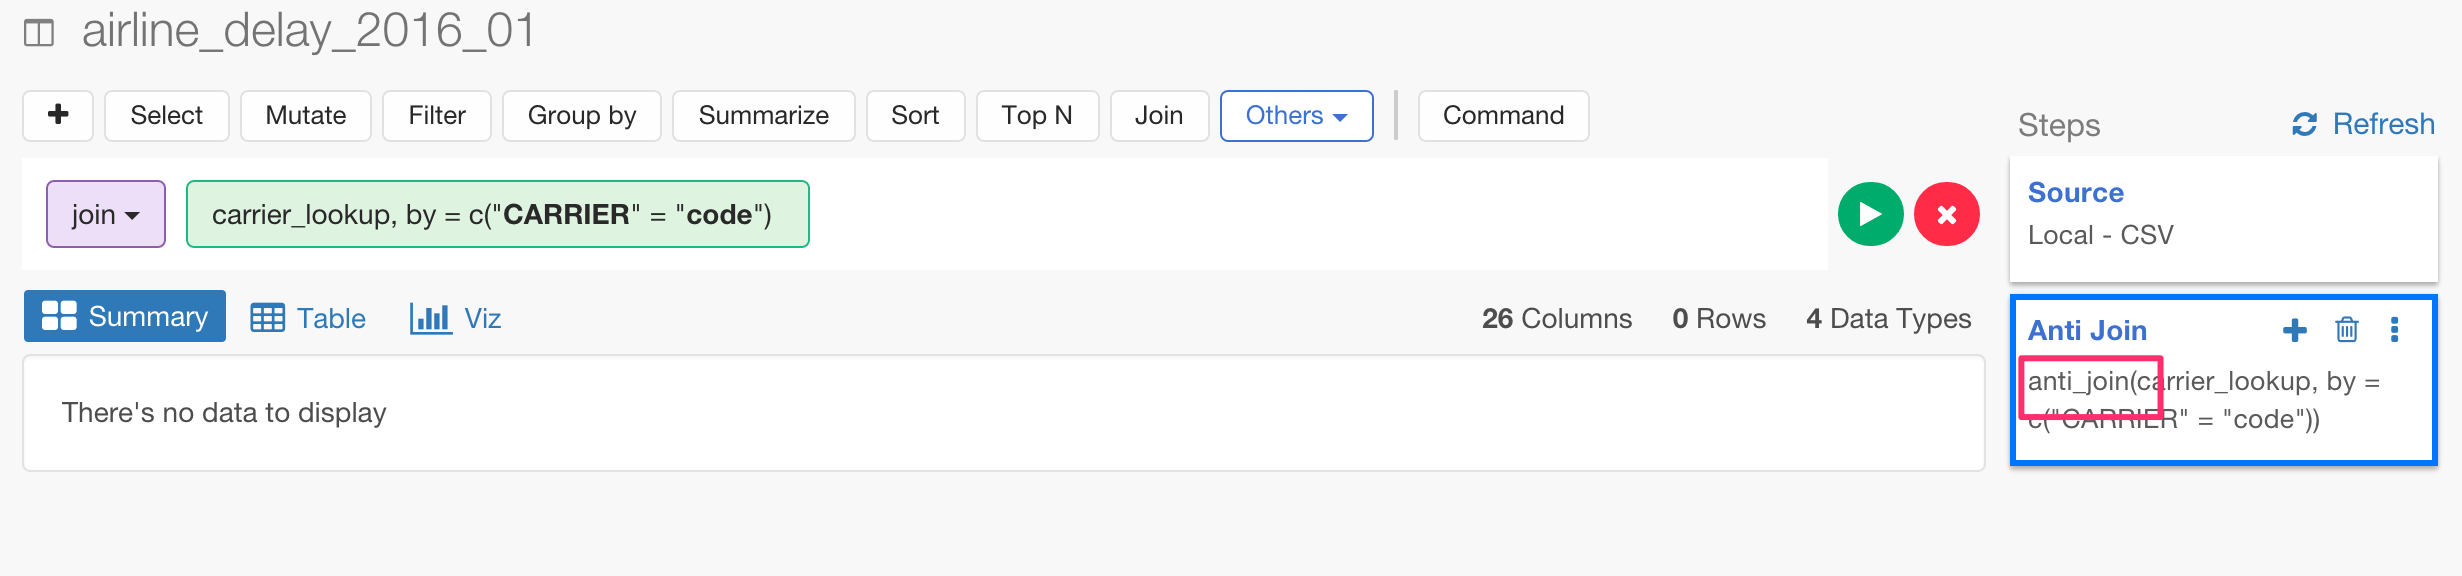 airline_delay_2016_01
Select Mutate Filter Group by Summarize Sort Top N Join Others Command
Steps Refresh
join carrier_lookup, by = c("CARRIER" = "code")
Source
Local - CSV
Summary Table Viz 26 Columns 0 Rows 4 Data Types
Anti Join
anti_join(carrier_lookup, by =
c("CARRIER" = "code"))
There's no data to display